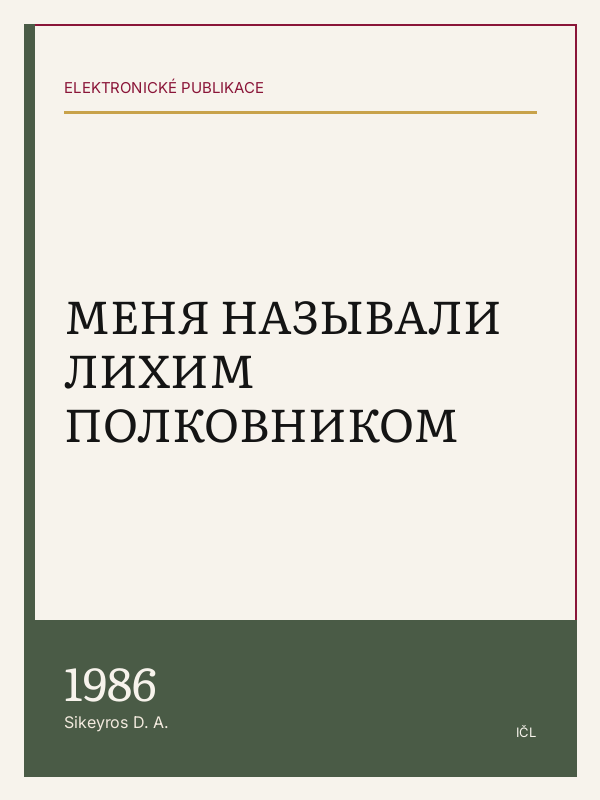 ELEKTRONICKÉ PUBLIKACE
МЕНЯ НАЗЫВАЛИ
ЛИХИМ
ПОЛКОВНИКОМ
1986
Sikeyros D. A.
IČL